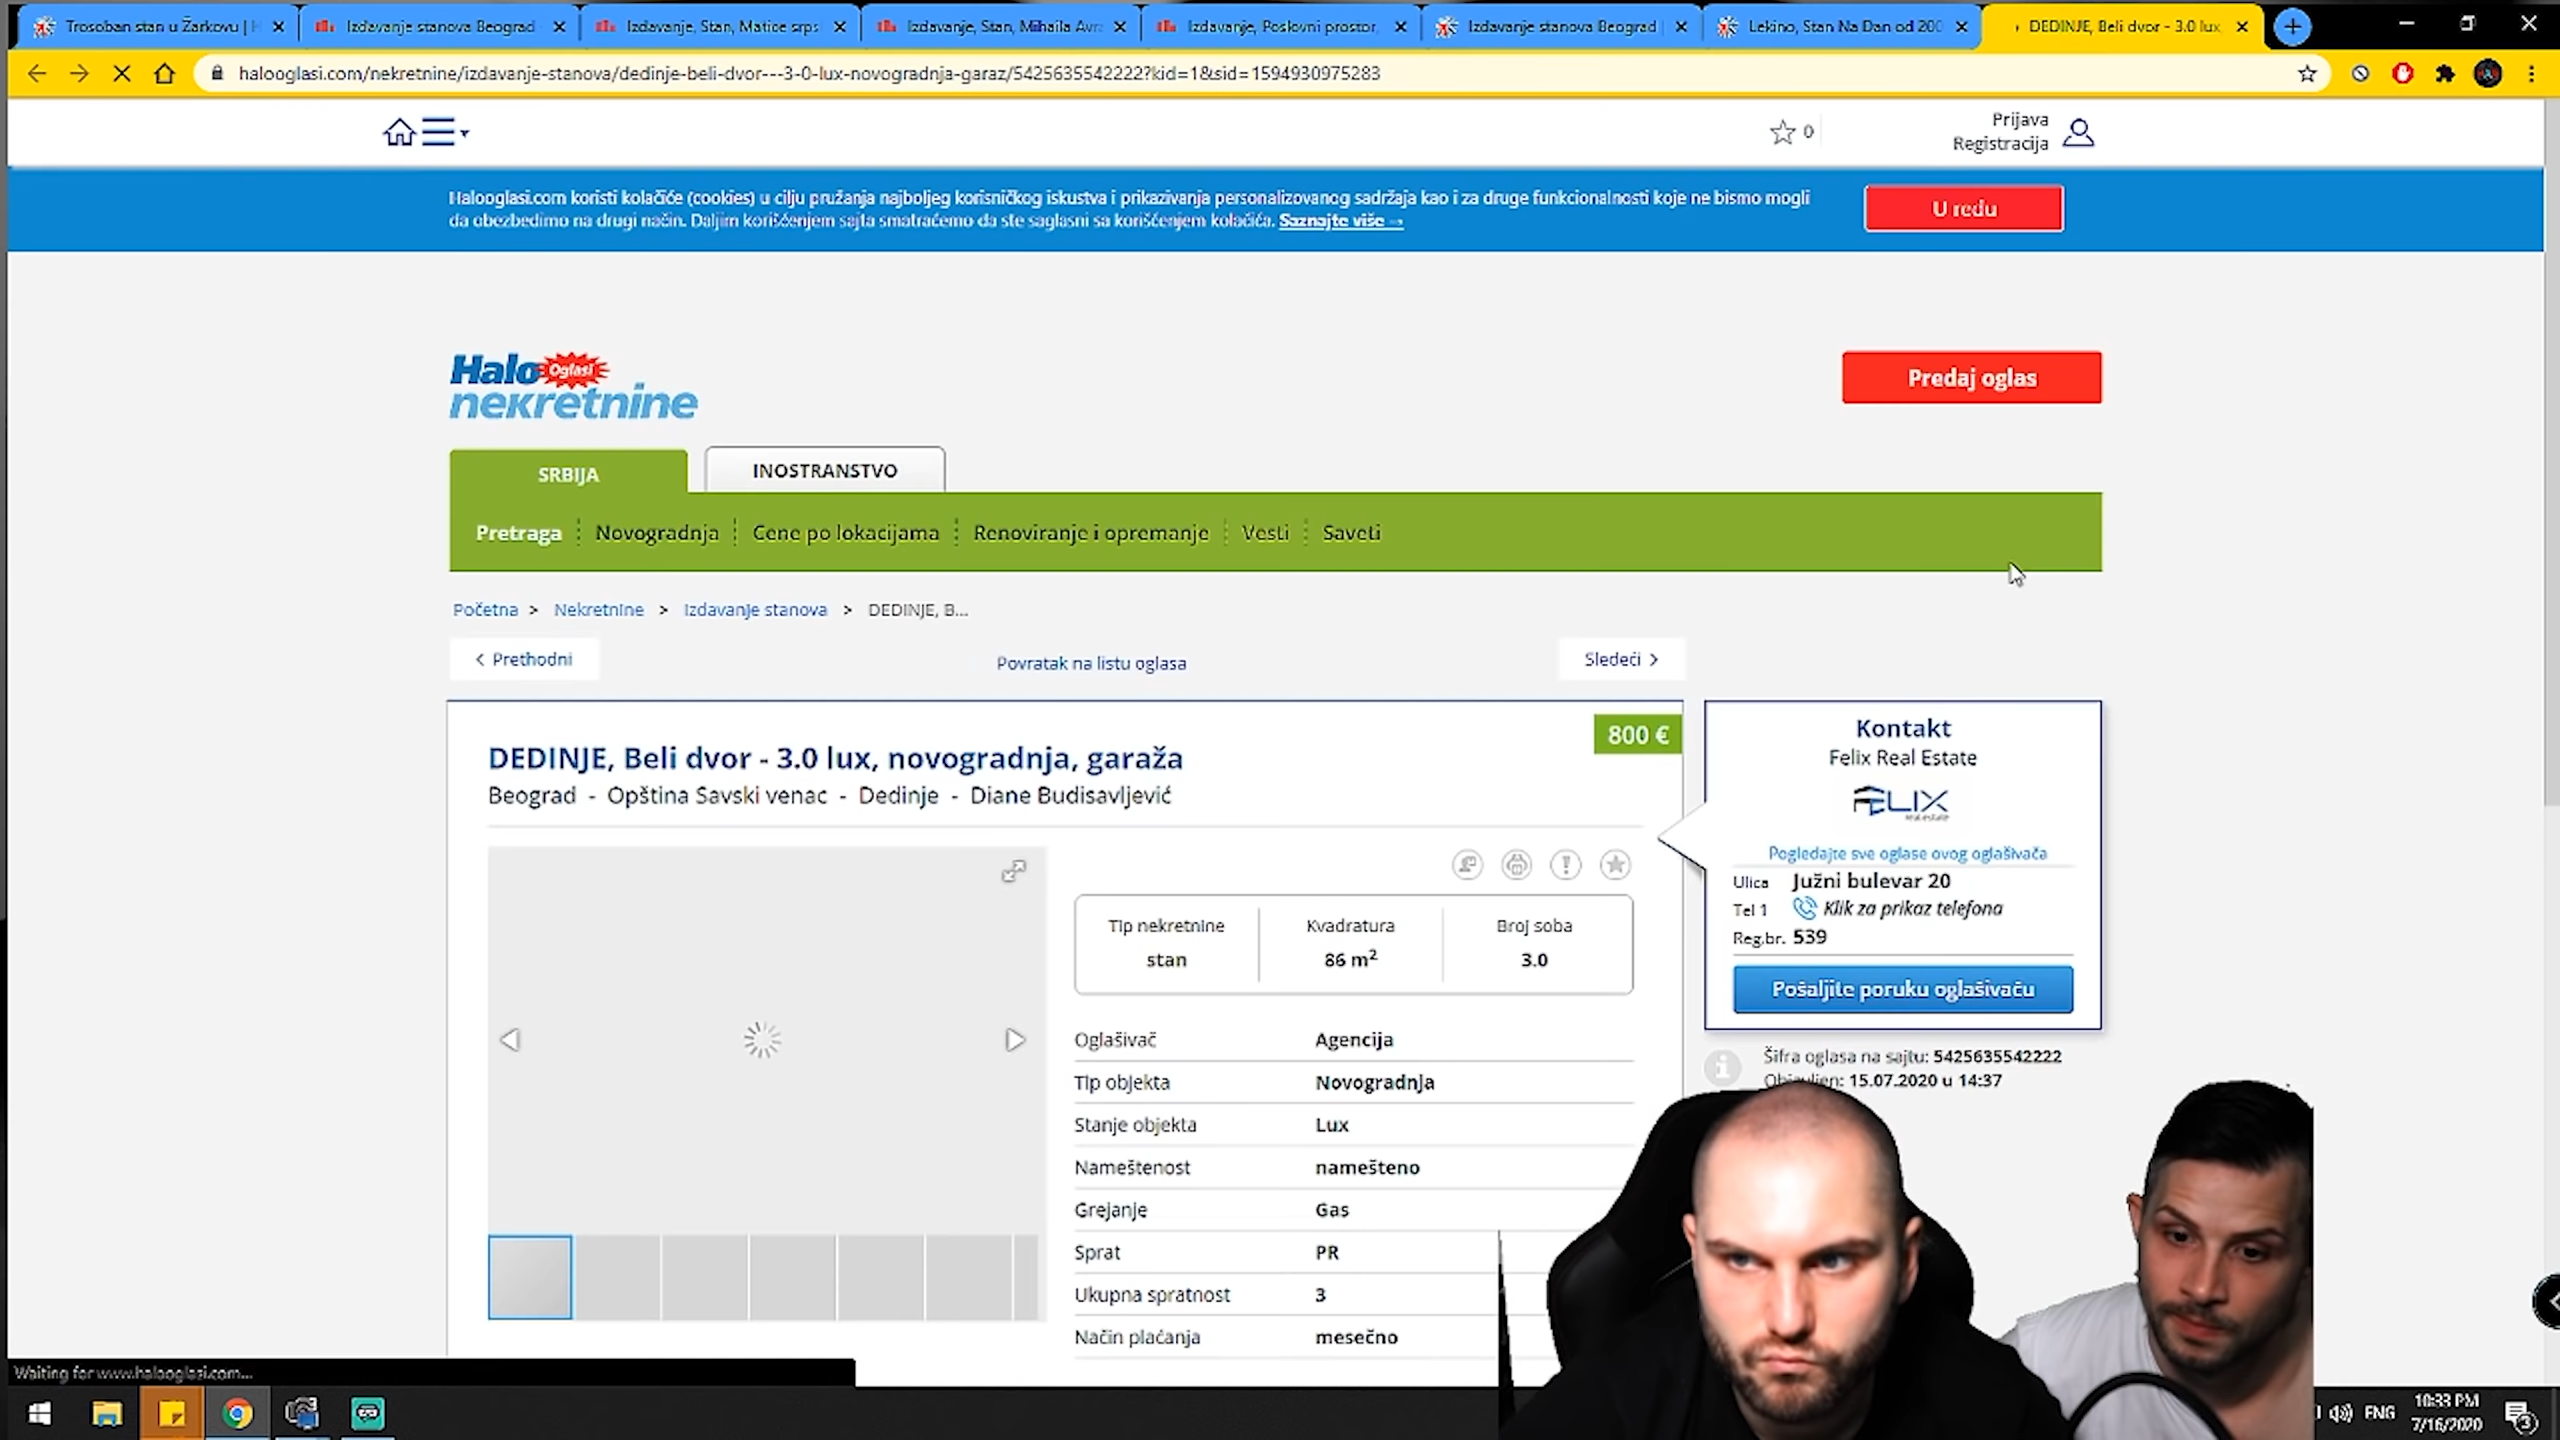 Trosoban stan u Žarkovu | H
Izdavanje stanova Beograd
Izdavanje, Stan, Matice srps
Izdavanje, Stan, Mihaila Avra
Izdavanje, Poslovni prostor,
Izdavanje stanova Beograd |
Lekino, Stan Na Dan od 200
DEDINJE, Beli dvor - 3.0 lux,
halooglasi.com/nekretnine/izdavanje-stanova/dedinje-beli-dvor---3-0-lux-novogradnja-garaz/5425635542222?kid=1&sid=1594930975283
0
Prijava
Registracija
Halooglasi.com koristi kolačiće (cookies) u cilju pružanja najboljeg korisničkog iskustva i prikazivanja personalizovanog sadržaja kao i za druge funkcionalnosti koje ne bismo mogli
da obezbedimo na drugi način. Daljim korišćenjem sajta smatraćemo da ste saglasni sa korišćenjem kolačića. Saznajte više →
U redu
Halo Oglasi
nekretnine
Predaj oglas
SRBIJA
INOSTRANSTVO
Pretraga
Novogradnja
Cene po lokacijama
Renoviranje i opremanje
Vesti
Saveti
Početna > Nekretnine > Izdavanje stanova > DEDINJE, B...
Prethodni
Povratak na listu oglasa
Sledeći
800 €
DEDINJE, Beli dvor - 3.0 lux, novogradnja, garaža
Beograd - Opština Savski venac - Dedinje - Diane Budisavljević
Tip nekretnine
stan
Kvadratura
86 m²
Broj soba
3.0
Oglašivač Agencija
Tip objekta Novogradnja
Stanje objekta Lux
Nameštenost namešteno
Grejanje Gas
Sprat PR
Ukupna spratnost 3
Način plaćanja mesečno
Kontakt
Felix Real Estate
FELIX
real estate
Pogledajte sve oglase ovog oglašivača
Ulica Južni bulevar 20
Tel 1 Klik za prikaz telefona
Reg.br. 539
Pošaljite poruku oglašivaču
Šifra oglasa na sajtu: 5425635542222
Objavljen: 15.07.2020 u 14:37
Waiting for www.halooglasi.com...
ENG
10:33 PM
7/16/2020
3